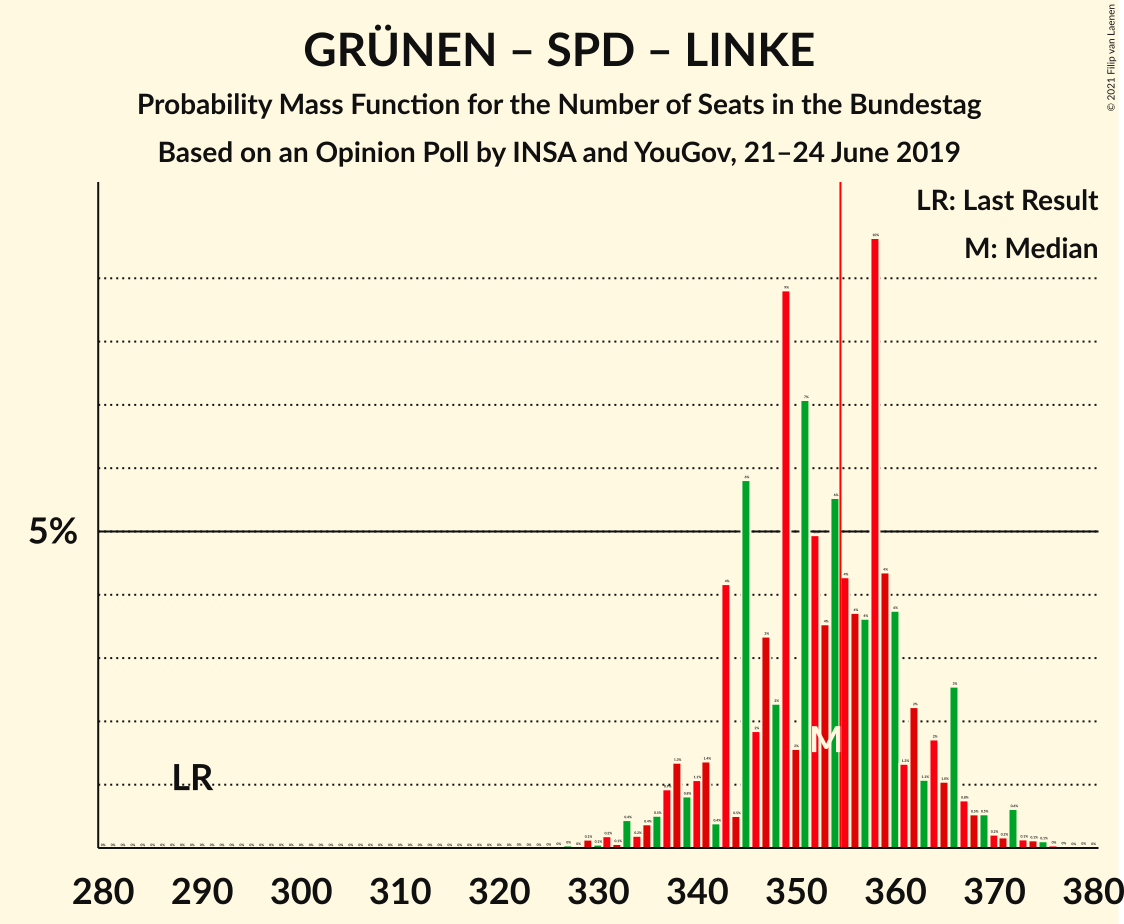 GRÜNEN – SPD – LINKE
Probability Mass Function for the Number of Seats in the Bundestag
Based on an Opinion Poll by INSA and YouGov, 21–24 June 2019
© 2021 Filip van Laenen
LR: Last Result
M: Median
5%
LR
M
280 290 300 310 320 330 340 350 360 370 380